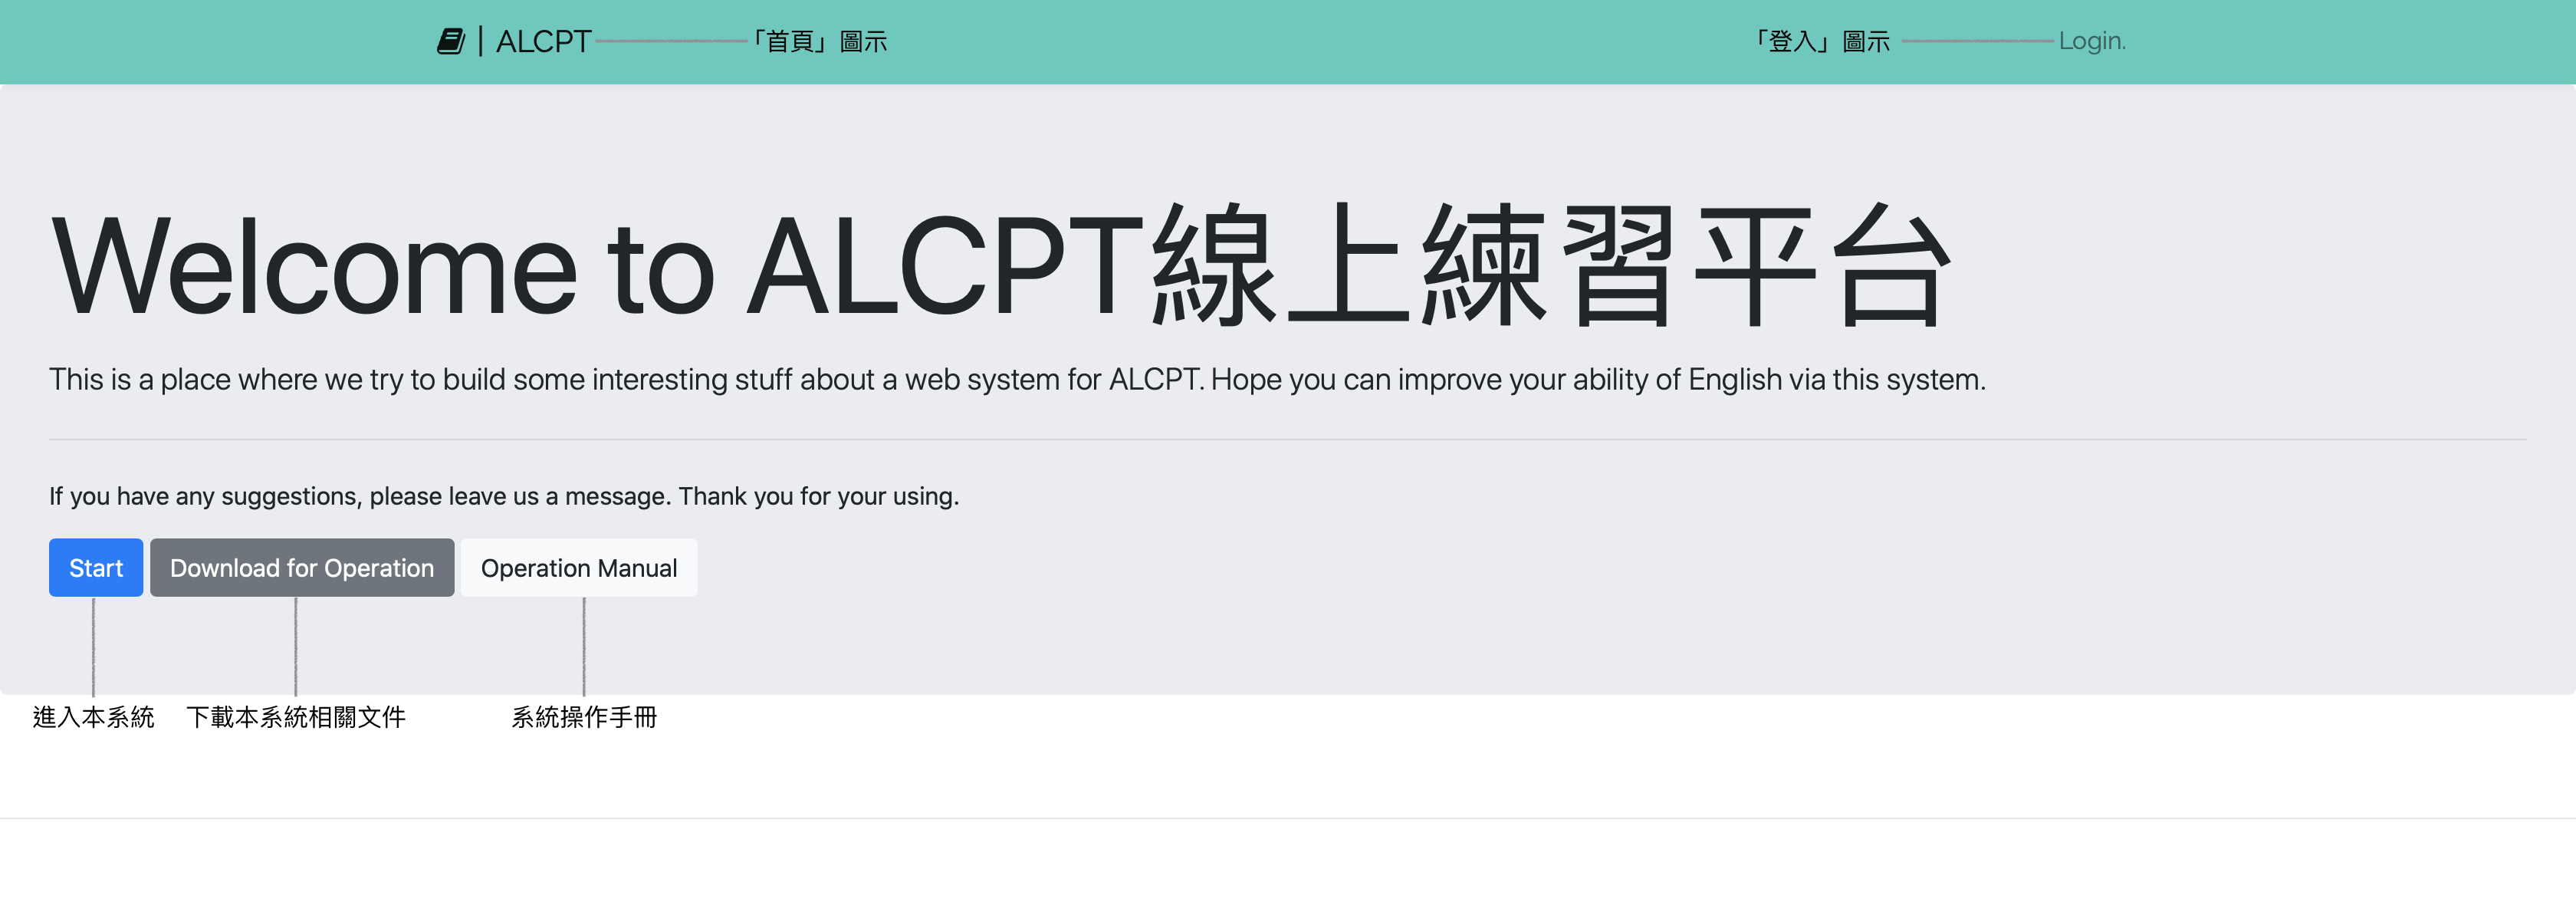 | ALCPT 「首頁」圖示 「登入」圖示 Login.
Welcome to ALCPT線上練習平台
This is a place where we try to build some interesting stuff about a web system for ALCPT. Hope you can improve your ability of English via this system.
If you have any suggestions, please leave us a message. Thank you for your using.
Start Download for Operation Operation Manual
進入本系統 下載本系統相關文件 系統操作手冊